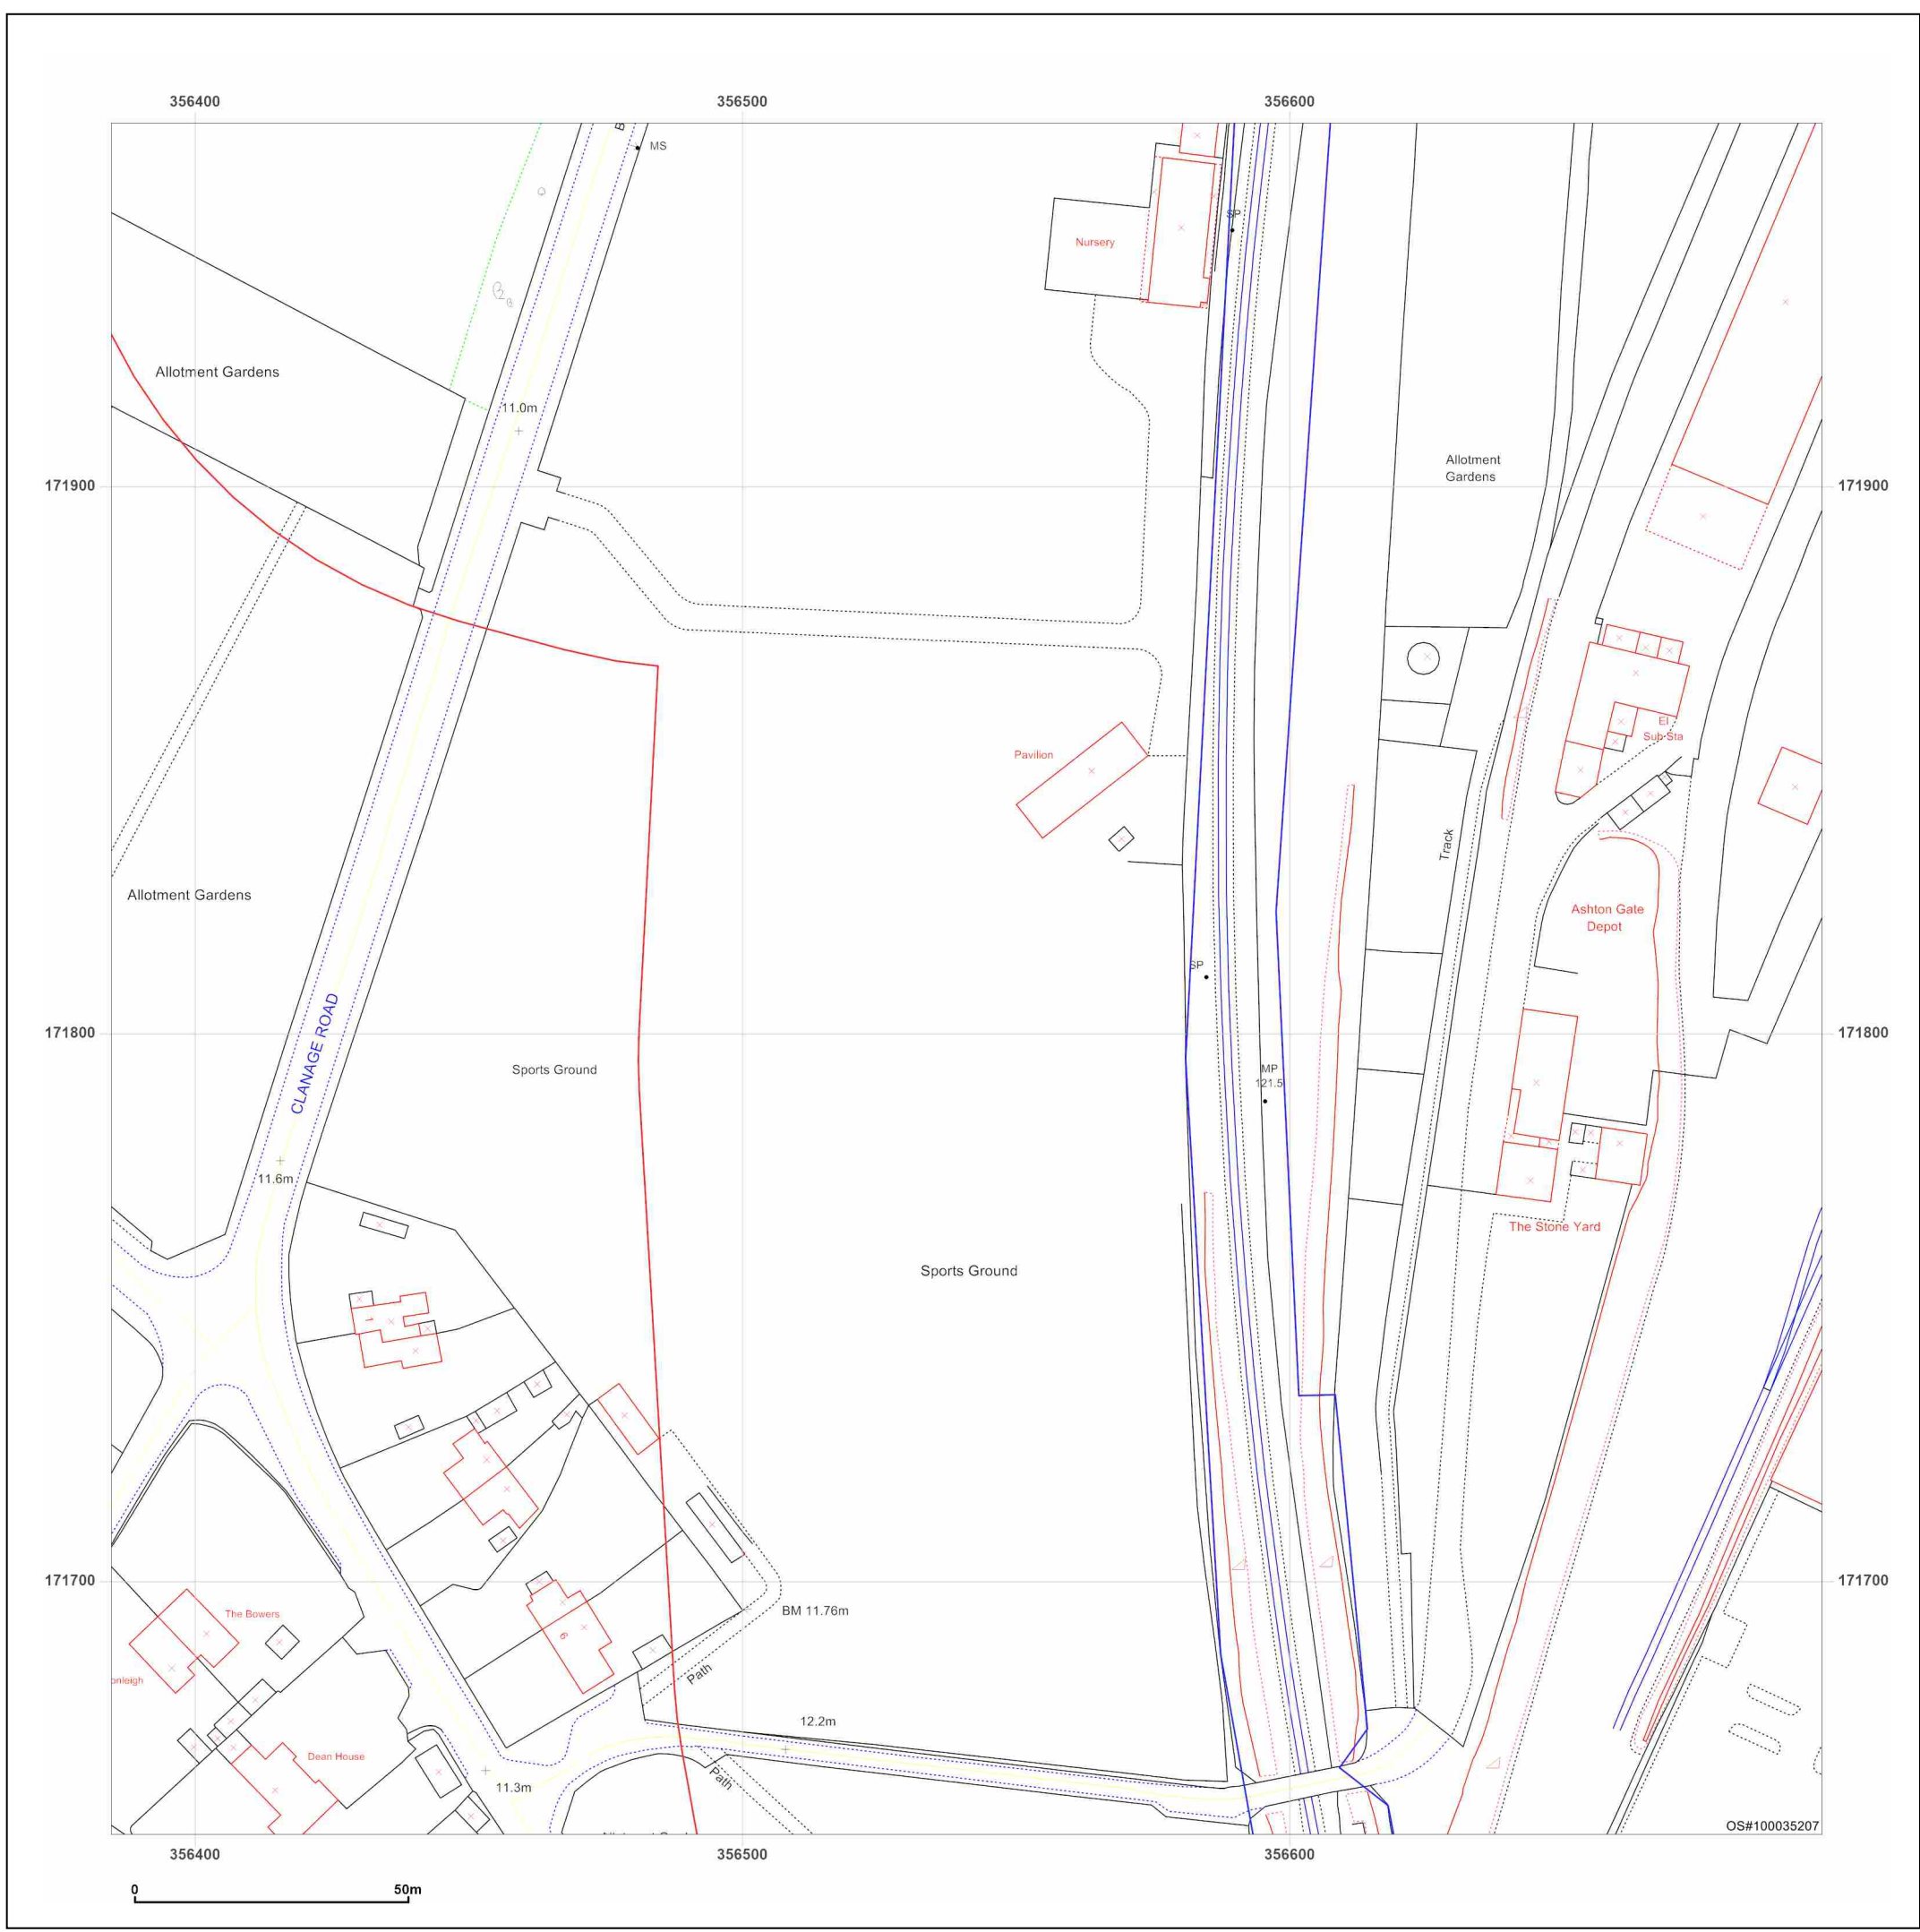 356400
356500
356600
B
MS
SP
Nursery
Allotment Gardens
11.0m
Allotment
Gardens
171900
171900
El
Sub Sta
Pavilion
Track
Allotment Gardens
Ashton Gate
Depot
SP
CLANAGE ROAD
171800
171800
Sports Ground
MP
121.5
11.6m
The Stone Yard
Sports Ground
1
171700
171700
The Bowers
BM 11.76m
6
onleigh
Path
12.2m
Dean House
Path
11.3m
OS#100035207
356400
356500
356600
0
50m